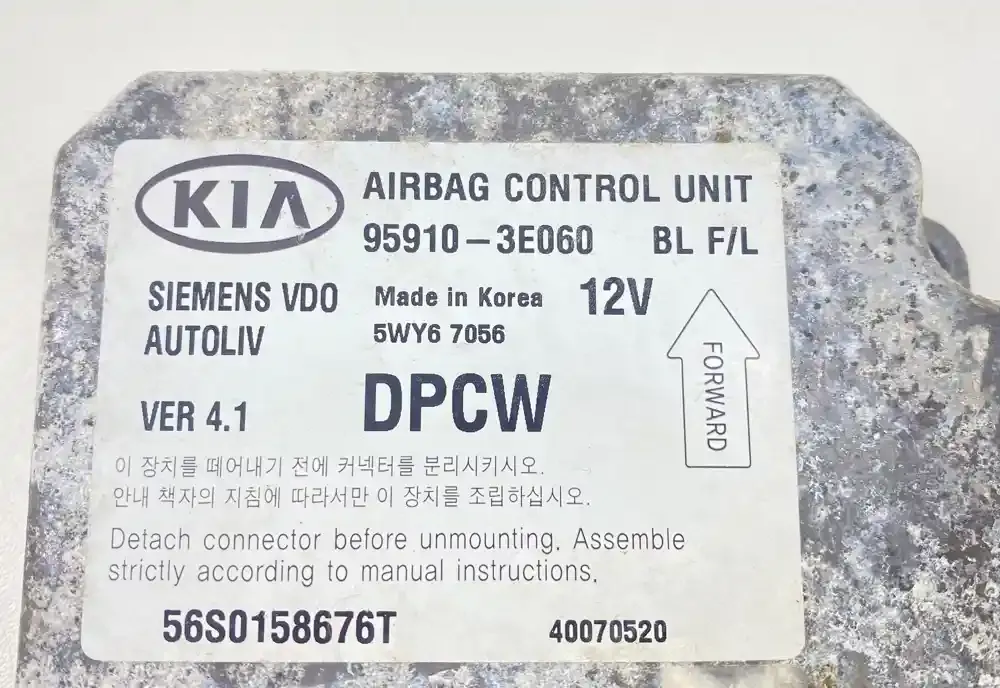 KIA
AIRBAG CONTROL UNIT
95910-3E060 BL F/L
SIEMENS VDO Made in Korea 12V
AUTOLIV 5WY6 7056
FORWARD
VER 4.1 DPCW
이 장치를 떼어내기 전에 커넥터를 분리시키시오.
안내 책자의 지침에 따라서만 이 장치를 조립하십시오.
Detach connector before unmounting. Assemble
strictly according to manual instructions.
56S0158676T 40070520